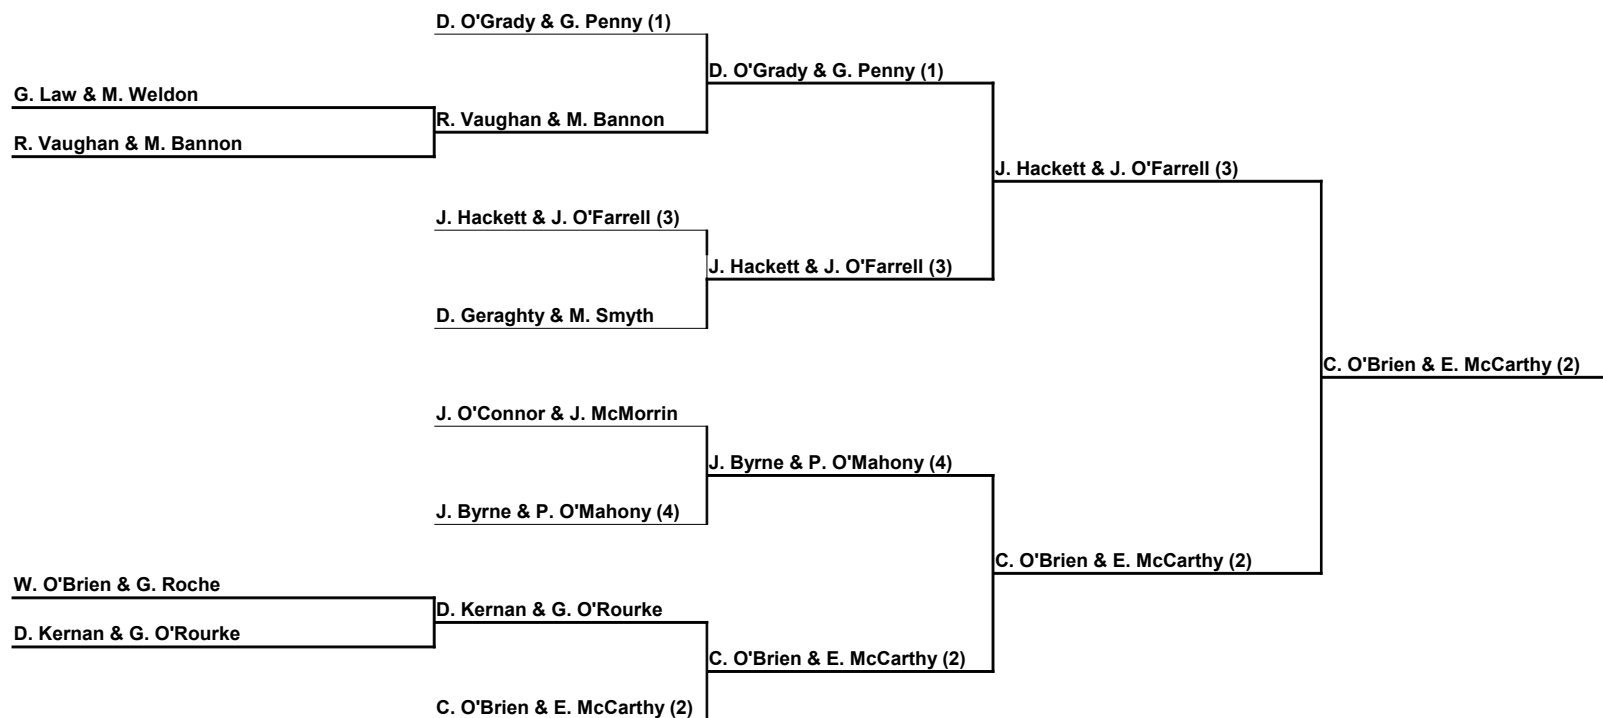 D. O'Grady & G. Penny (1)
D. O'Grady & G. Penny (1)
G. Law & M. Weldon
R. Vaughan & M. Bannon
R. Vaughan & M. Bannon
J. Hackett & J. O'Farrell (3)
J. Hackett & J. O'Farrell (3)
J. Hackett & J. O'Farrell (3)
D. Geraghty & M. Smyth
C. O'Brien & E. McCarthy (2)
J. O'Connor & J. McMorrin
J. Byrne & P. O'Mahony (4)
J. Byrne & P. O'Mahony (4)
C. O'Brien & E. McCarthy (2)
W. O'Brien & G. Roche
D. Kernan & G. O'Rourke
D. Kernan & G. O'Rourke
C. O'Brien & E. McCarthy (2)
C. O'Brien & E. McCarthy (2)